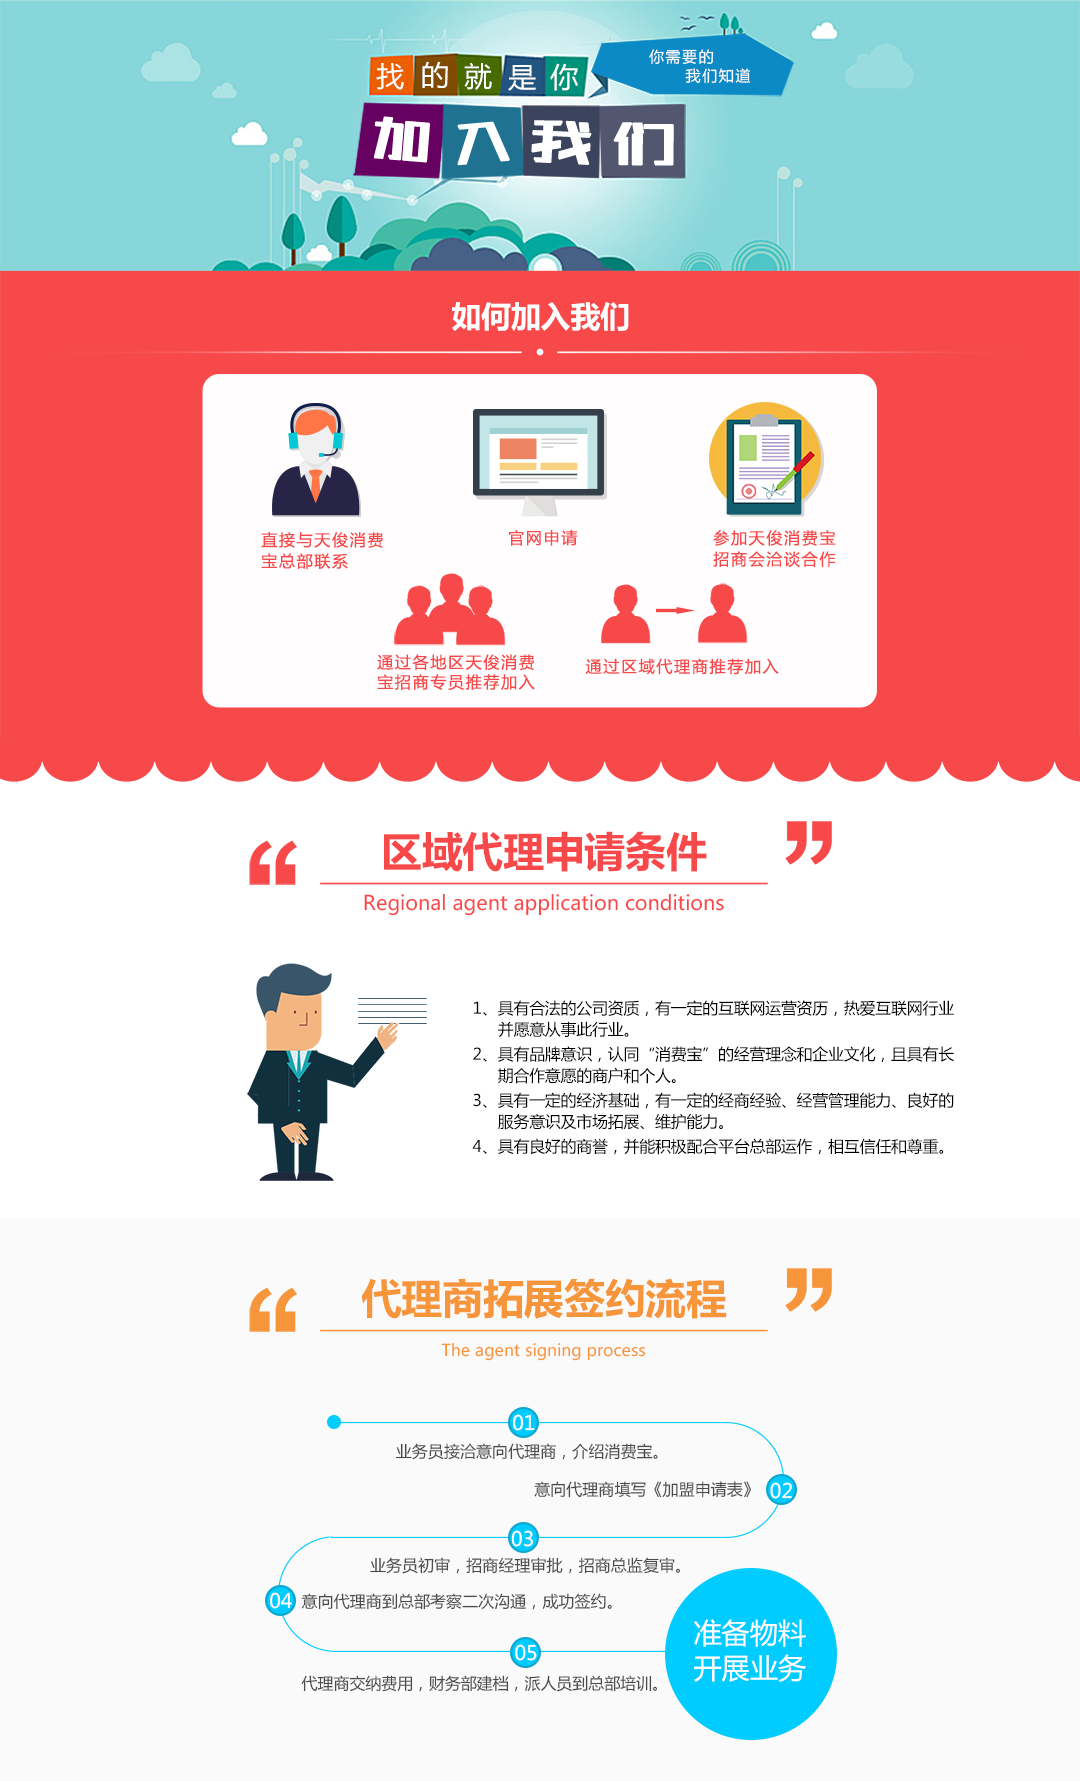 找的就是你
你需要的
我们知道
加入我们
如何加入我们
直接与天俊消费
宝总部联系
官网申请
参加天俊消费宝
招商会洽谈合作
通过各地区天俊消费
宝招商专员推荐加入
通过区域代理商推荐加入
“ 区域代理申请条件 ”
Regional agent application conditions
1、具有合法的公司资质，有一定的互联网运营资历，热爱互联网行业
并愿意从事此行业。
2、具有品牌意识，认同“消费宝”的经营理念和企业文化，且具有长
期合作意愿的商户和个人。
3、具有一定的经济基础，有一定的经商经验、经营管理能力、良好的
服务意识及市场拓展、维护能力。
4、具有良好的商誉，并能积极配合平台总部运作，相互信任和尊重。
“ 代理商拓展签约流程 ”
The agent signing process
01
业务员接洽意向代理商，介绍消费宝。
意向代理商填写《加盟申请表》 02
03
业务员初审，招商经理审批，招商总监复审。
04 意向代理商到总部考察二次沟通，成功签约。
05
代理商交纳费用，财务部建档，派人员到总部培训。
准备物料
开展业务